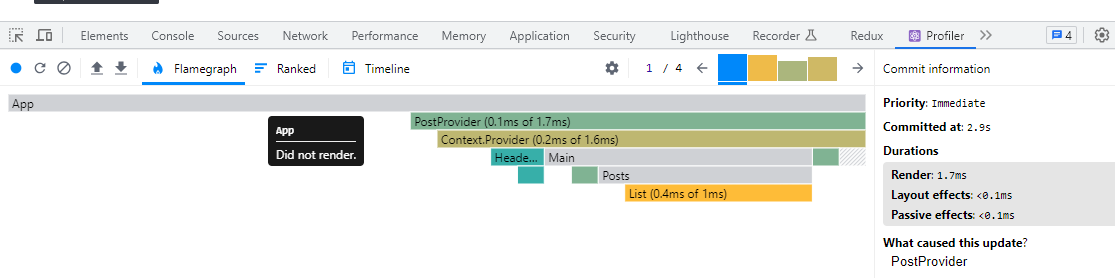 Elements Console Sources Network Performance Memory Application Security Lighthouse Recorder Redux Profiler 4
Flamegraph Ranked Timeline 1 / 4 Commit information
App
PostProvider (0.1ms of 1.7ms)
Context.Provider (0.2ms of 1.6ms)
Heade... Main
Posts
List (0.4ms of 1ms)
App
Did not render.
Priority: Immediate
Committed at: 2.9s
Durations
Render: 1.7ms
Layout effects: <0.1ms
Passive effects: <0.1ms
What caused this update?
PostProvider